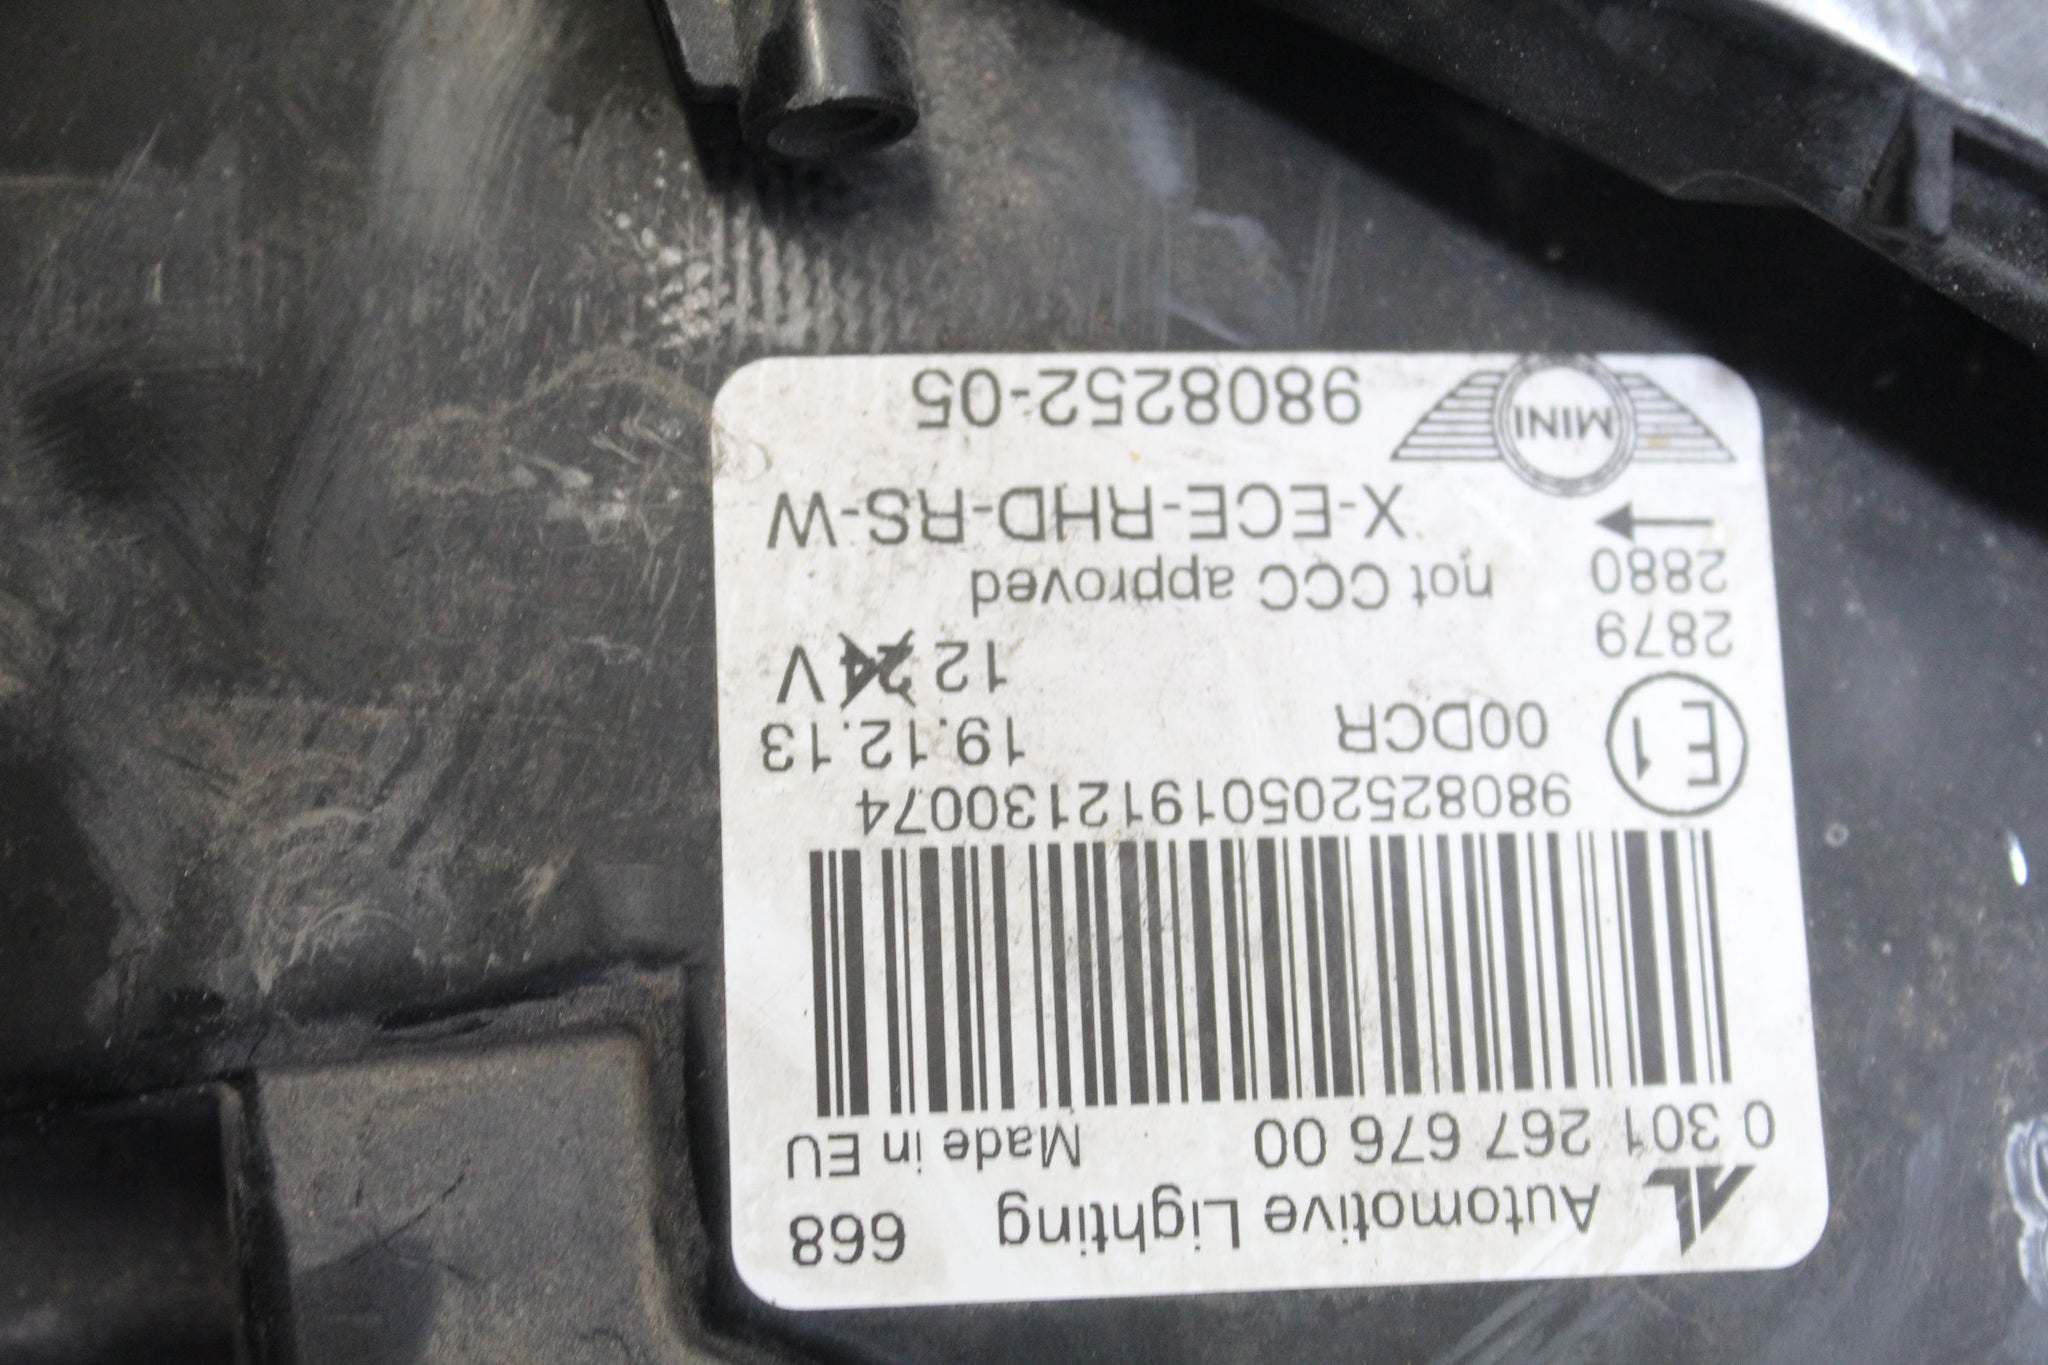 Automotive Lighting 668
0 301 267 676 00 Made in EU
98082520501912130074
E1 00DCR 19.12.13
2879 12 24 V
2880 not CCC approved
X-ECE-RHD-RS-W
MINI 9808252-05